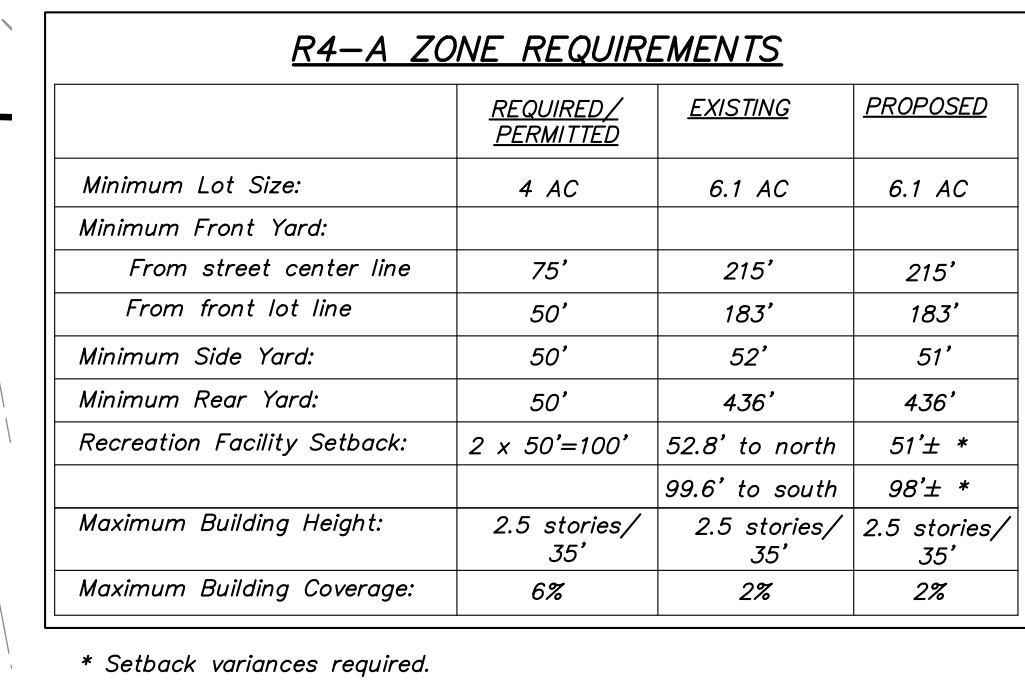 R4-A ZONE REQUIREMENTS
REQUIRED/ PERMITTED EXISTING PROPOSED
Minimum Lot Size: 4 AC 6.1 AC 6.1 AC
Minimum Front Yard:
From street center line 75' 215' 215'
From front lot line 50' 183' 183'
Minimum Side Yard: 50' 52' 51'
Minimum Rear Yard: 50' 436' 436'
Recreation Facility Setback: 2 x 50'=100' 52.8' to north 51'± *
99.6' to south 98'± *
Maximum Building Height: 2.5 stories/ 35' 2.5 stories/ 35' 2.5 stories/ 35'
Maximum Building Coverage: 6% 2% 2%
* Setback variances required.